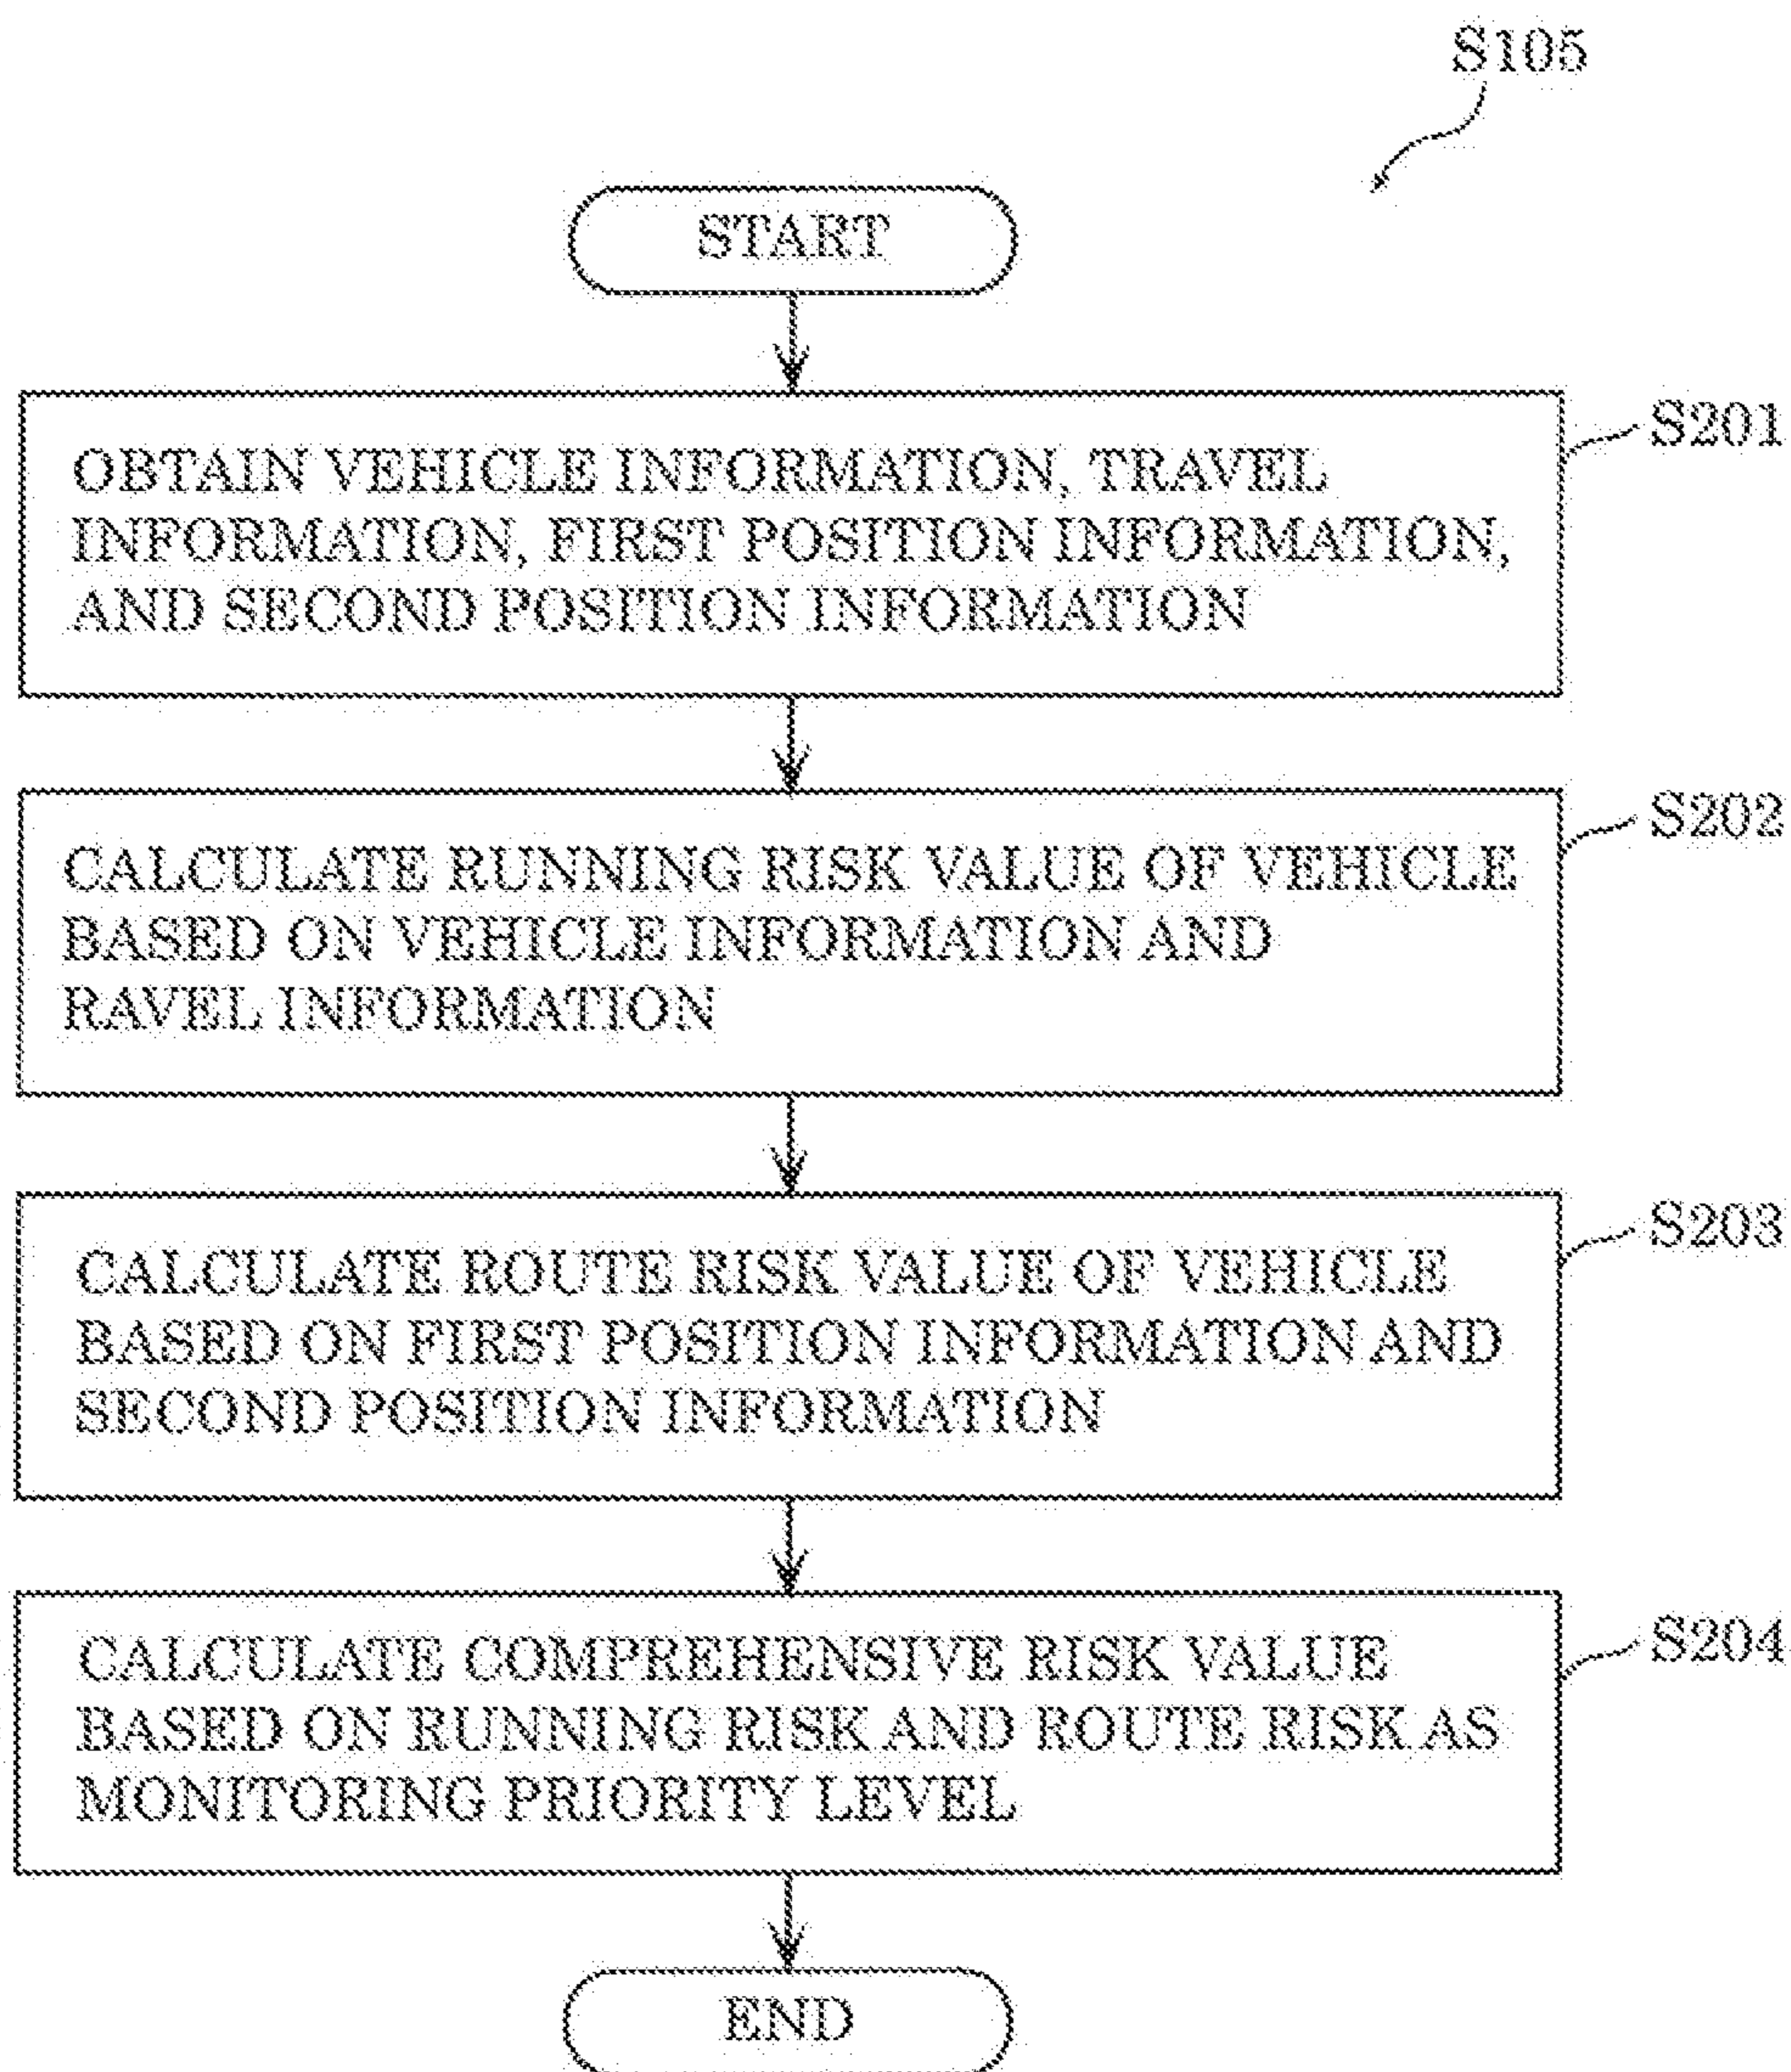 S105
START
S201
OBTAIN VEHICLE INFORMATION, TRAVEL
INFORMATION, FIRST POSITION INFORMATION,
AND SECOND POSITION INFORMATION
S202
CALCULATE RUNNING RISK VALUE OF VEHICLE
BASED ON VEHICLE INFORMATION AND
RAVEL INFORMATION
S203
CALCULATE ROUTE RISK VALUE OF VEHICLE
BASED ON FIRST POSITION INFORMATION AND
SECOND POSITION INFORMATION
S204
CALCULATE COMPREHENSIVE RISK VALUE
BASED ON RUNNING RISK AND ROUTE RISK AS
MONITORING PRIORITY LEVEL
END